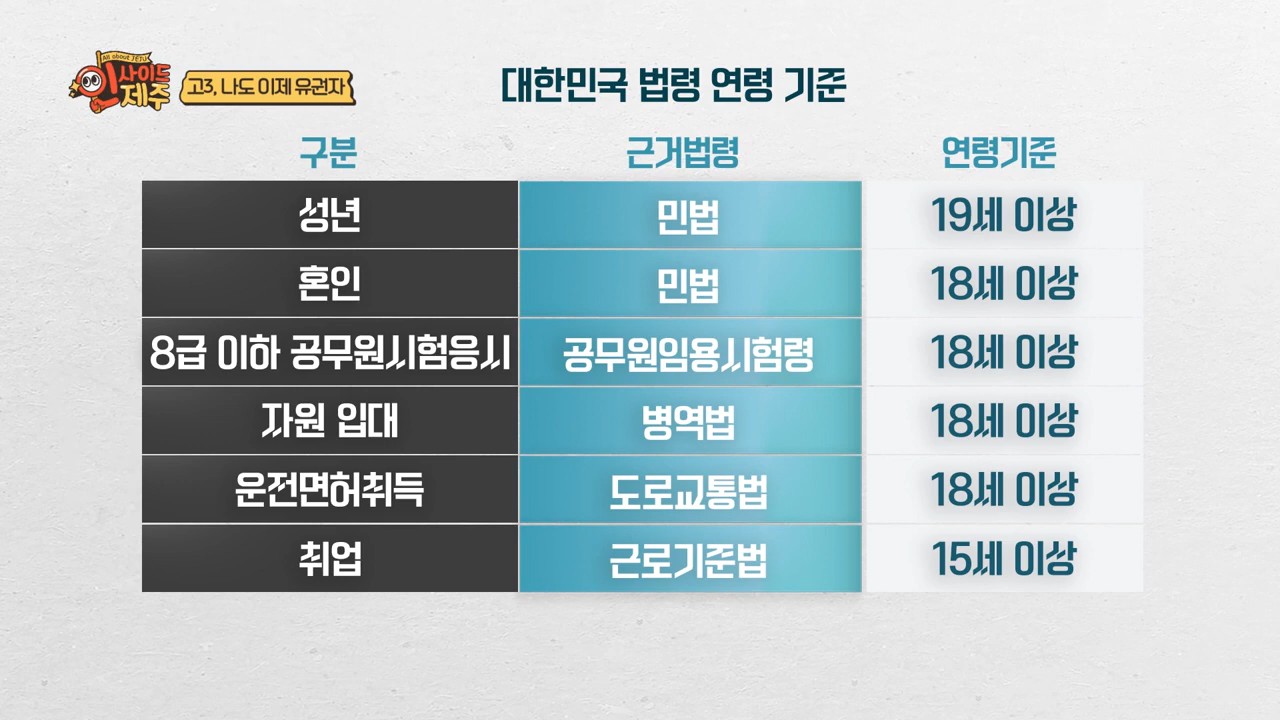 All about JEJU
인사이드
제주
고3, 나도 이제 유권자
대한민국 법령 연령 기준
구분 근거법령 연령기준
성년 민법 19세 이상
혼인 민법 18세 이상
8급 이하 공무원시험응시 공무원임용시험령 18세 이상
자원 입대 병역법 18세 이상
운전면허취득 도로교통법 18세 이상
취업 근로기준법 15세 이상